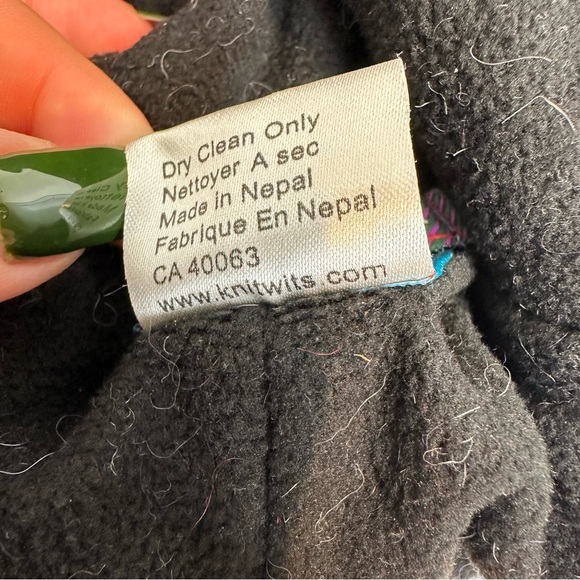 Dry Clean Only
Nettoyer A sec
Made in Nepal
Fabrique En Nepal
CA 40063
www.knitwits.com